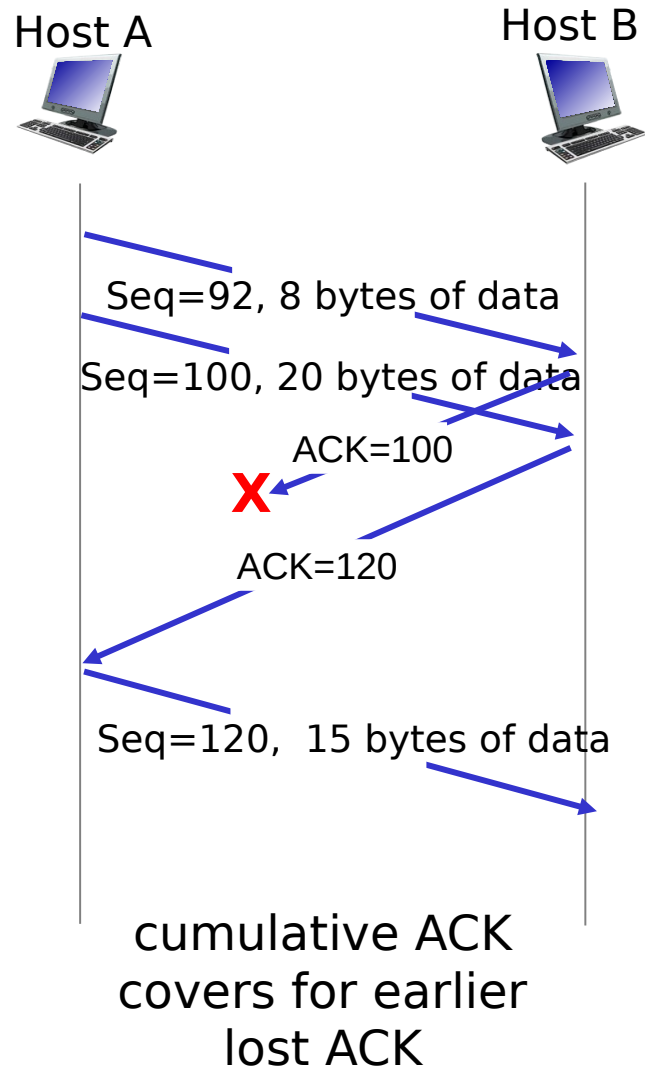 Host A
Host B
Seq=92, 8 bytes of data
Seq=100, 20 bytes of data
ACK=100
X
ACK=120
Seq=120,  15 bytes of data
cumulative ACK
covers for earlier
lost ACK